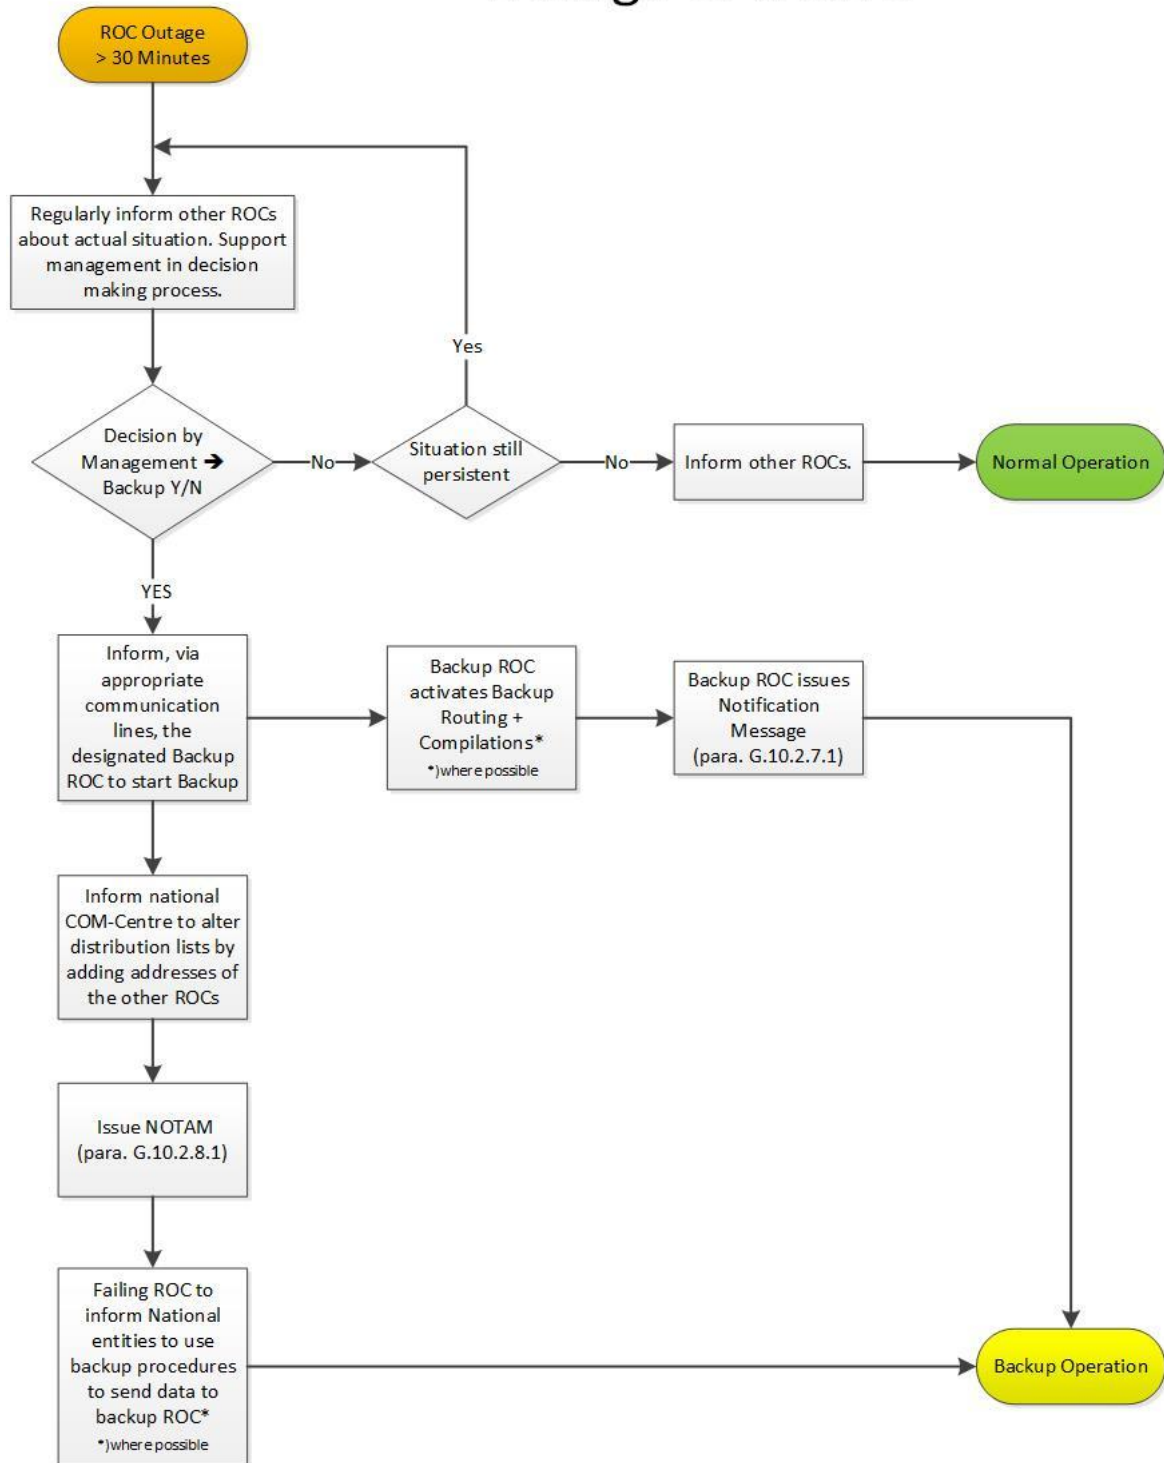 ROC Outage
> 30 Minutes
Regularly inform other ROCs
about actual situation. Support
management in decision
making process.
Yes
Decision by
Management ➔
Backup Y/N
No
Situation still
persistent
No
Inform other ROCs.
Normal Operation
YES
Inform, via
appropriate
communication
lines, the
designated Backup
ROC to start Backup
Backup ROC
activates Backup
Routing +
Compilations*
*)where possible
Backup ROC issues
Notification
Message
(para. G.10.2.7.1)
Inform national
COM-Centre to alter
distribution lists by
adding addresses of
the other ROCs
Issue NOTAM
(para. G.10.2.8.1)
Failing ROC to
inform National
entities to use
backup procedures
to send data to
backup ROC*
*)where possible
Backup Operation